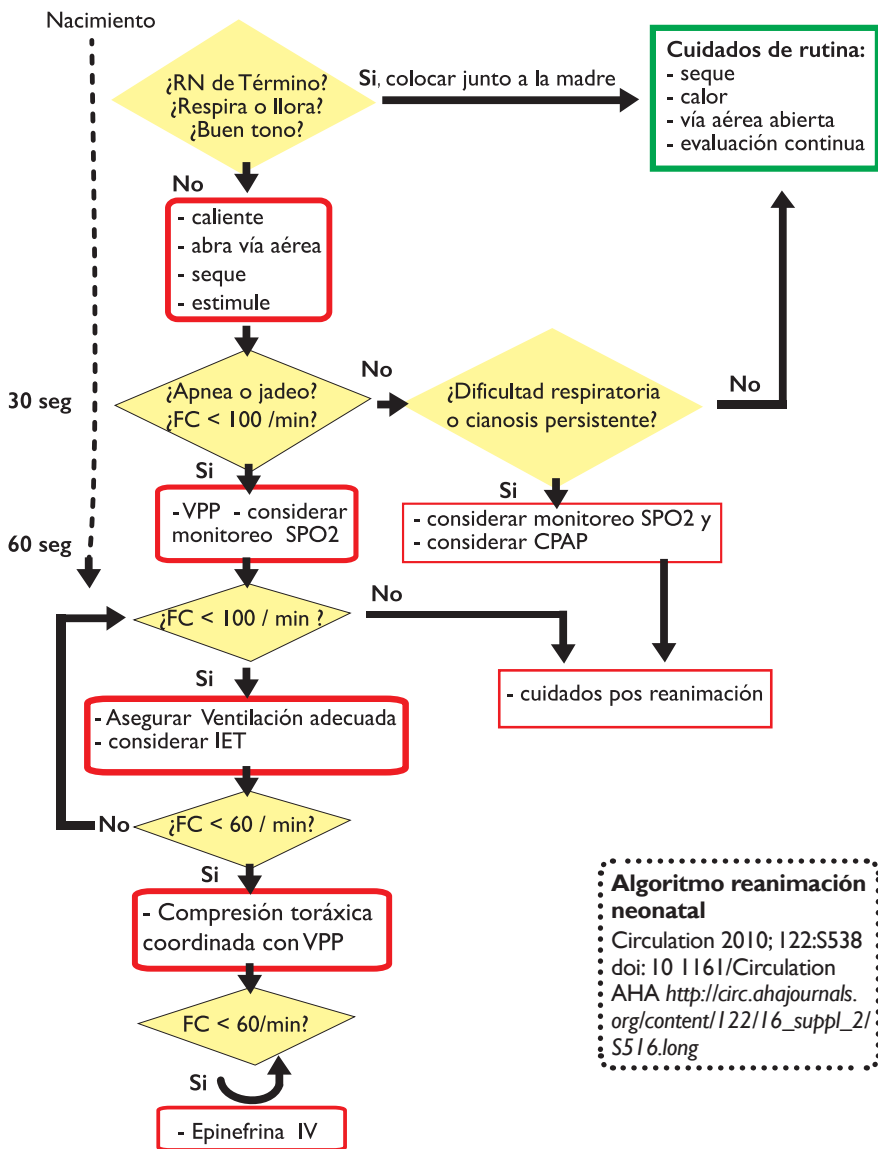 Nacimiento
¿RN de Término?
¿Respira o llora?
¿Buen tono?
Si, colocar junto a la madre
Cuidados de rutina:
- seque
- calor
- vía aérea abierta
- evaluación continua
No
- caliente
- abra vía aérea
- seque
- estimule
30 seg
¿Apnea o jadeo?
¿FC < 100 /min?
No
¿Dificultad respiratoria
o cianosis persistente?
No
Si
- VPP - considerar
monitoreo SPO2
Si
- considerar monitoreo SPO2 y
- considerar CPAP
60 seg
¿FC < 100 / min ?
No
- cuidados pos reanimación
Si
- Asegurar Ventilación adecuada
- considerar IET
¿FC < 60 / min?
No
Si
- Compresión toráxica
coordinada con VPP
FC < 60/min?
Si
- Epinefrina IV
Algoritmo reanimación
neonatal
Circulation 2010; 122:S538
doi: 10 1161/Circulation
AHA http://circ.ahajournals.
org/content/122/16_suppl_2/
S516.long